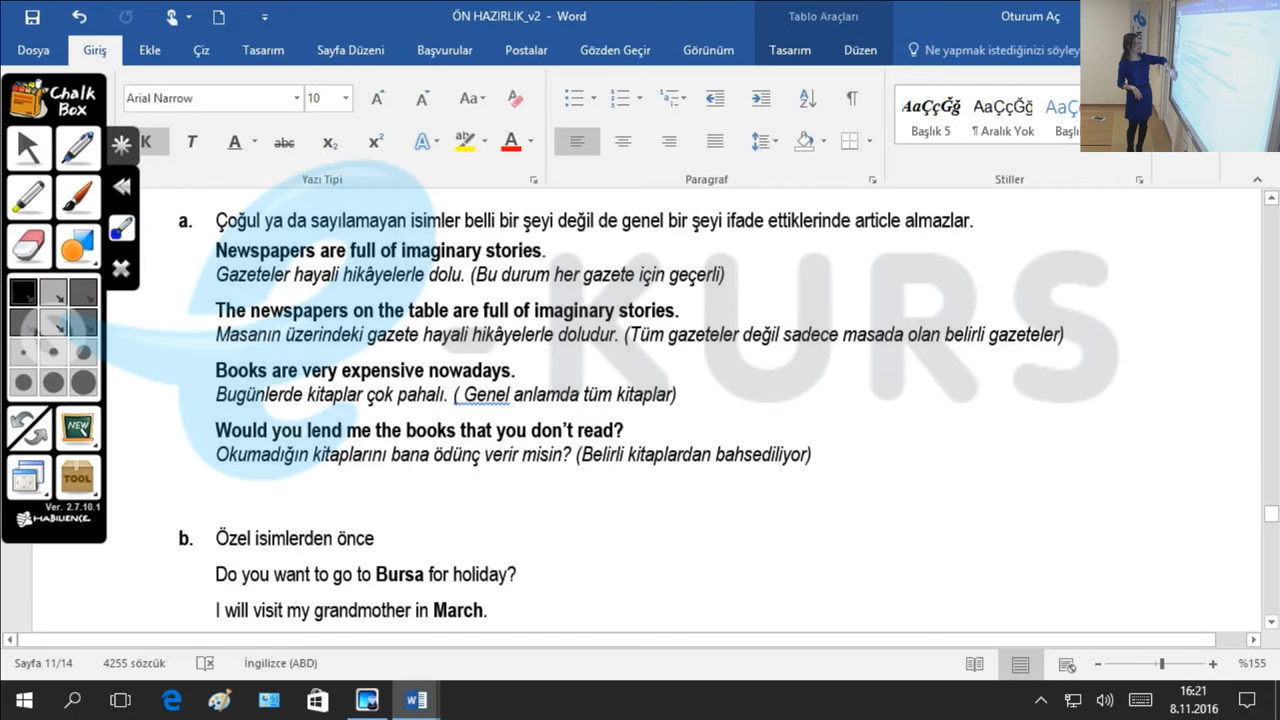 ÖN HAZIRLIK_v2 - Word
Tablo Araçları
Oturum Aç
Dosya
Giriş
Ekle
Çiz
Tasarım
Sayfa Düzeni
Başvurular
Postalar
Gözden Geçir
Görünüm
Tasarım
Düzen
Ne yapmak istediğinizi söyley
Chalk Box
Arial Narrow
10
Aa
K
T
A
abc
x₂
x²
A
ab
A
AaÇçĞğ
AaÇçĞğ
AaÇç
Başlık 5
¶ Aralık Yok
Başlı
Yazı Tipi
Paragraf
Stiller
NEW
TOOL
Ver. 2.7.10.1
HABILIENCE
e-KURS
a. Çoğul ya da sayılamayan isimler belli bir şeyi değil de genel bir şeyi ifade ettiklerinde article almazlar.
Newspapers are full of imaginary stories.
Gazeteler hayali hikâyelerle dolu. (Bu durum her gazete için geçerli)
The newspapers on the table are full of imaginary stories.
Masanın üzerindeki gazete hayali hikâyelerle doludur. (Tüm gazeteler değil sadece masada olan belirli gazeteler)
Books are very expensive nowadays.
Bugünlerde kitaplar çok pahalı. ( Genel anlamda tüm kitaplar)
Would you lend me the books that you don’t read?
Okumadığın kitaplarını bana ödünç verir misin? (Belirli kitaplardan bahsediliyor)
b. Özel isimlerden önce
Do you want to go to Bursa for holiday?
I will visit my grandmother in March.
Sayfa 11/14
4255 sözcük
İngilizce (ABD)
%155
16:21
8.11.2016